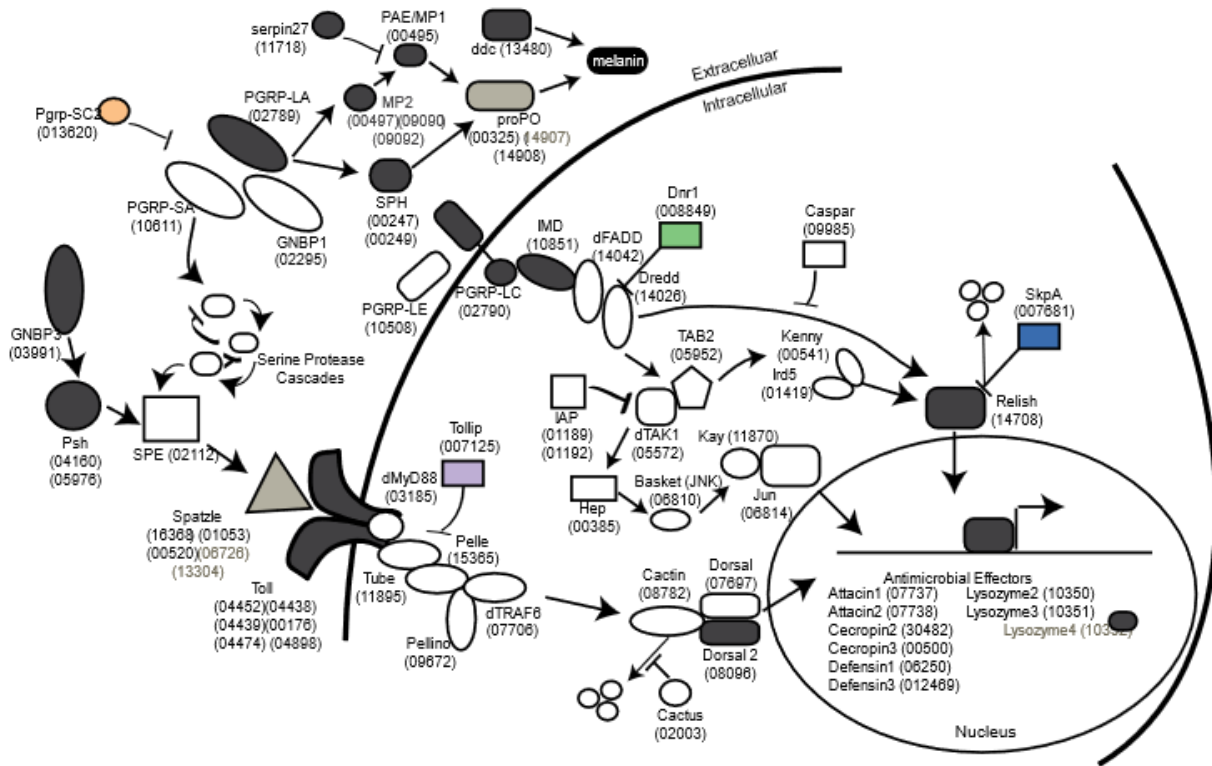 serpin27
(11718)
PAE/MP1
(00495)
ddc (13480)
melanin
Extracelluar
Intracellular
Pgrp-SC2
(013620)
PGRP-LA
(02789)
MP2
(00497)(09090)
(09092)
proPO
(00325) (14907)
(14908)
PGRP-SA
(10611)
GNBP1
(02295)
SPH
(00247)
(00249)
IMD
(10851)
dFADD
(14042)
Dnr1
(008849)
Caspar
(09985)
Dredd
(14026)
PGRP-LE
(10508)
PGRP-LC
(02790)
SkpA
(007681)
GNBP3
(03991)
Serine Protease
Cascades
TAB2
(05952)
Kenny
(00541)
Ird5
(01419)
Relish
(14708)
IAP
(01189)
(01192)
dTAK1
(05572)
Kay (11870)
Psh
(04160)
(05976)
SPE (02112)
Tollip
(007125)
dMyD88
(03185)
Hep
(00385)
Basket (JNK)
(06810)
Jun
(06814)
Spatzle
(16368) (01053)
(00520)(06726)
(13304)
Pelle
(15365)
Tube
(11895)
Toll
(04452)(04438)
(04439)(00176)
(04474) (04898)
dTRAF6
(07706)
Pellino
(09672)
Cactin
(08782)
Dorsal
(07697)
Dorsal 2
(08096)
Cactus
(02003)
Antimicrobial Effectors
Attacin1 (07737)
Attacin2 (07738)
Cecropin2 (30482)
Cecropin3 (00500)
Defensin1 (06250)
Defensin3 (012469)
Lysozyme2 (10350)
Lysozyme3 (10351)
Lysozyme4
Nucleus